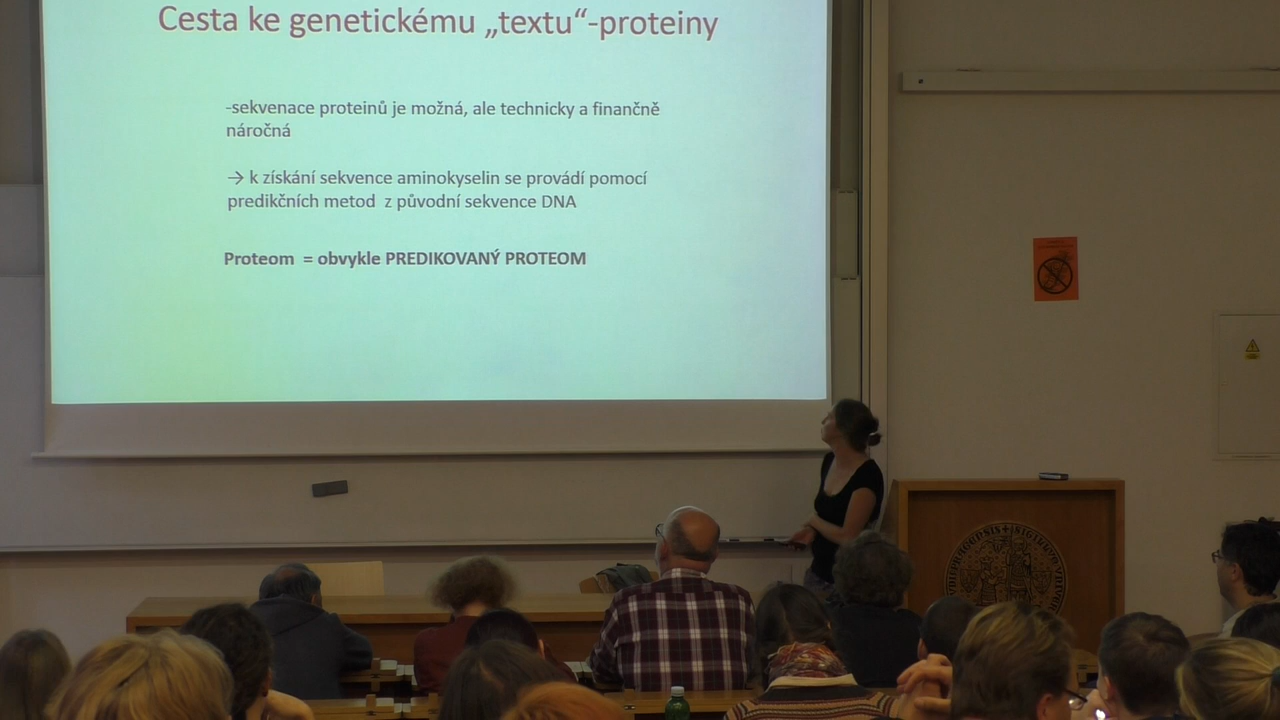 Cesta ke genetickému „textu“-proteiny
-sekvenace proteinů je možná, ale technicky a finančně
náročná
→ k získání sekvence aminokyselin se provádí pomocí
predikčních metod z původní sekvence DNA
Proteom = obvykle PREDIKOVANÝ PROTEOM